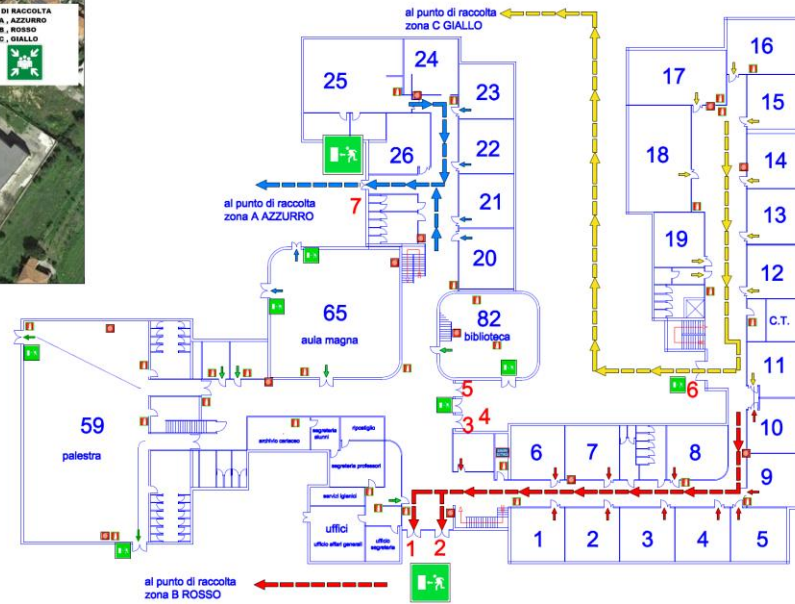 DI RACCOLTA
A , AZZURRO
B , ROSSO
C , GIALLO
al punto di raccolta
zona C GIALLO
16
17
24
25
15
23
18
22
14
26
al punto di raccolta
zona A AZZURRO
7
21
13
19
20
12
65
aula magna
82
biblioteca
C.T.
11
59
palestra
5
4
3
6
10
archivio cartaceo
segreteria
alunni
ripostiglio
segreteria professori
6
7
8
9
servizi igienici
uffici
ufficio affari generali
ufficio
segreteria
1
2
1
2
3
4
5
al punto di raccolta
zona B ROSSO